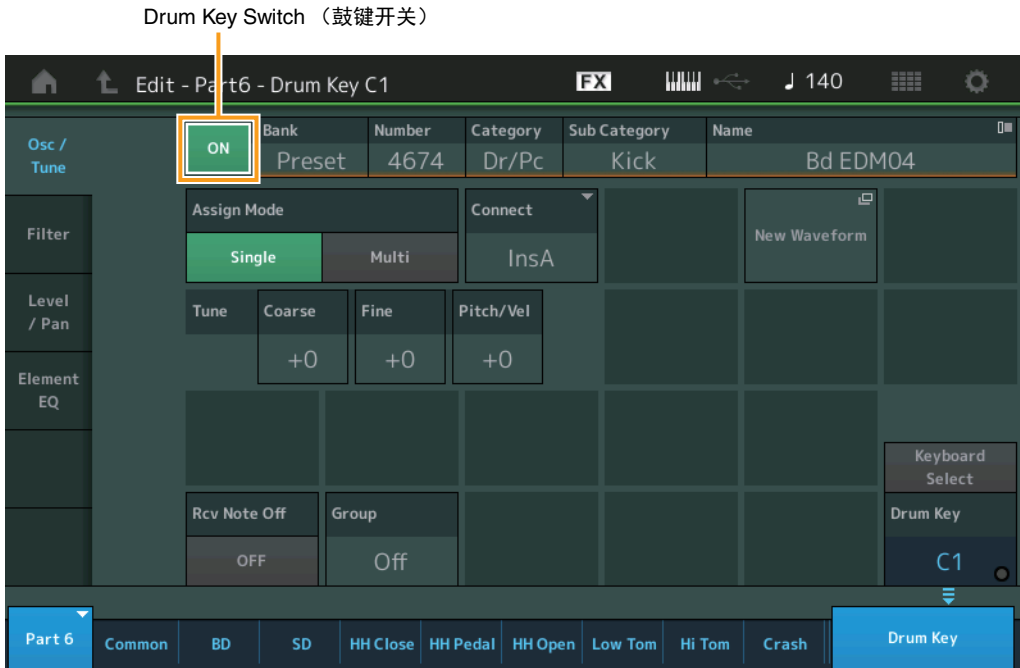 Drum Key Switch （鼓键开关）
Edit - Part6 - Drum Key C1 FX ♩ 140
Osc / Tune
ON
Bank Number Category Sub Category Name
Preset 4674 Dr/Pc Kick Bd EDM04
Filter
Assign Mode Connect
Single Multi InsA New Waveform
Level / Pan
Tune Coarse Fine Pitch/Vel
+0 +0 +0
Element EQ
Keyboard Select
Rcv Note Off Group Drum Key
OFF Off C1
Part 6 Common BD SD HH Close HH Pedal HH Open Low Tom Hi Tom Crash Drum Key